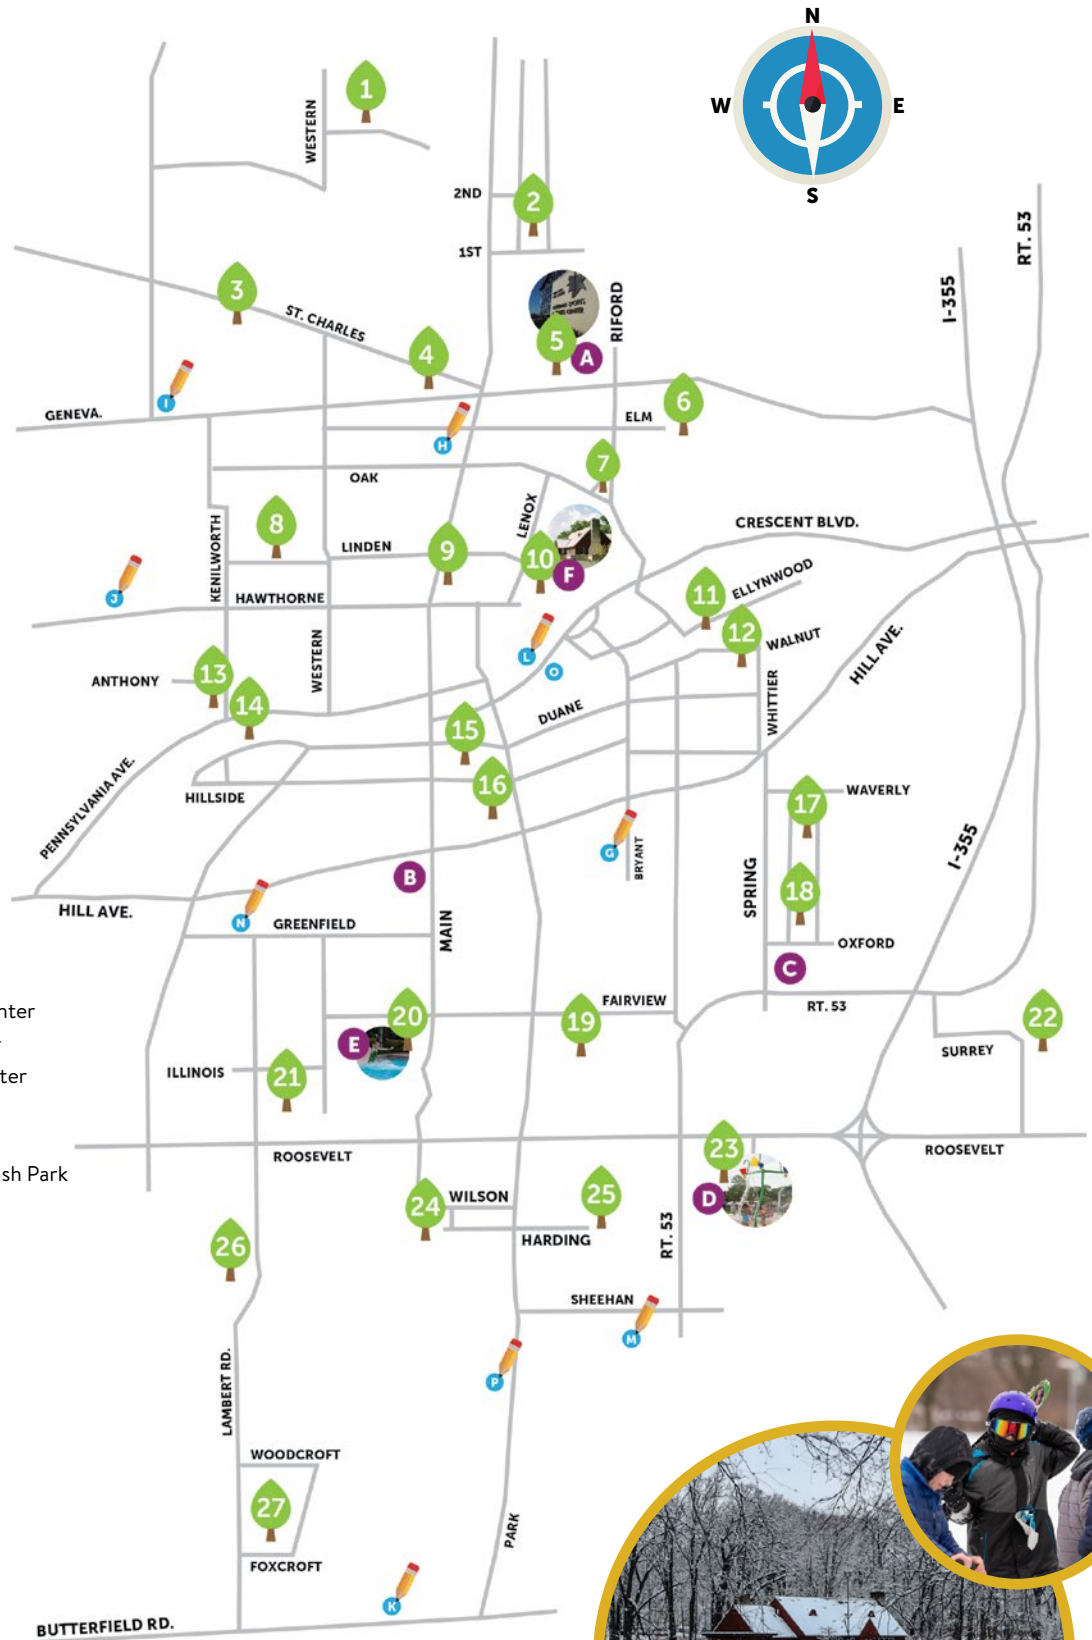 N
W
E
S
1
WESTERN
2ND
2
1ST
RT. 53
I-355
3
ST. CHARLES
RIFORD
5
A
4
I
GENEVA.
6
ELM
H
7
OAK
LENOX
8
KENILWORTH
LINDEN
9
10
F
CRESCENT BLVD.
J
HAWTHORNE
11
ELLYNWOOD
12
WALNUT
L
O
HILL AVE.
ANTHONY
13
WESTERN
14
15
DUANE
WHITTIER
PENNSYLVANIA AVE.
HILLSIDE
16
17
WAVERLY
G
BRYANT
I-355
B
18
SPRING
HILL AVE.
N
GREENFIELD
MAIN
OXFORD
C
nter
20
19
FAIRVIEW
RT. 53
22
E
SURREY
ter
ILLINOIS
21
ROOSEVELT
23
ROOSEVELT
sh Park
24
WILSON
25
D
HARDING
RT. 53
26
SHEEHAN
M
LAMBERT RD.
P
WOODCROFT
27
PARK
FOXCROFT
K
BUTTERFIELD RD.